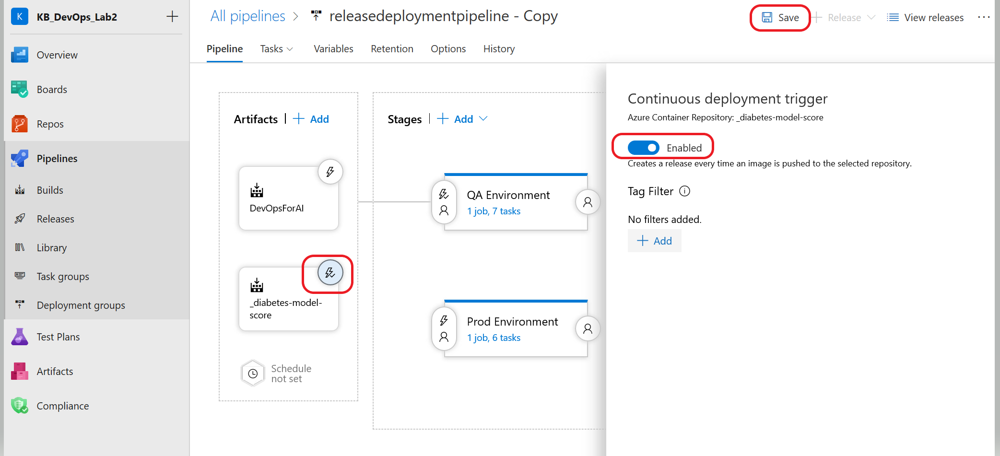 K
KB_DevOps_Lab2
Overview
Boards
Repos
Pipelines
Builds
Releases
Library
Task groups
Deployment groups
Test Plans
Artifacts
Compliance
All pipelines > releasedeploymentpipeline - Copy
Save
Release
View releases
Pipeline
Tasks
Variables
Retention
Options
History
Artifacts | + Add
DevOpsForAI
_diabetes-model-
score
Schedule
not set
Stages | + Add
QA Environment
1 job, 7 tasks
Prod Environment
1 job, 6 tasks
Continuous deployment trigger
Azure Container Repository: _diabetes-model-score
Enabled
Creates a release every time an image is pushed to the selected repository.
Tag Filter
No filters added.
+ Add